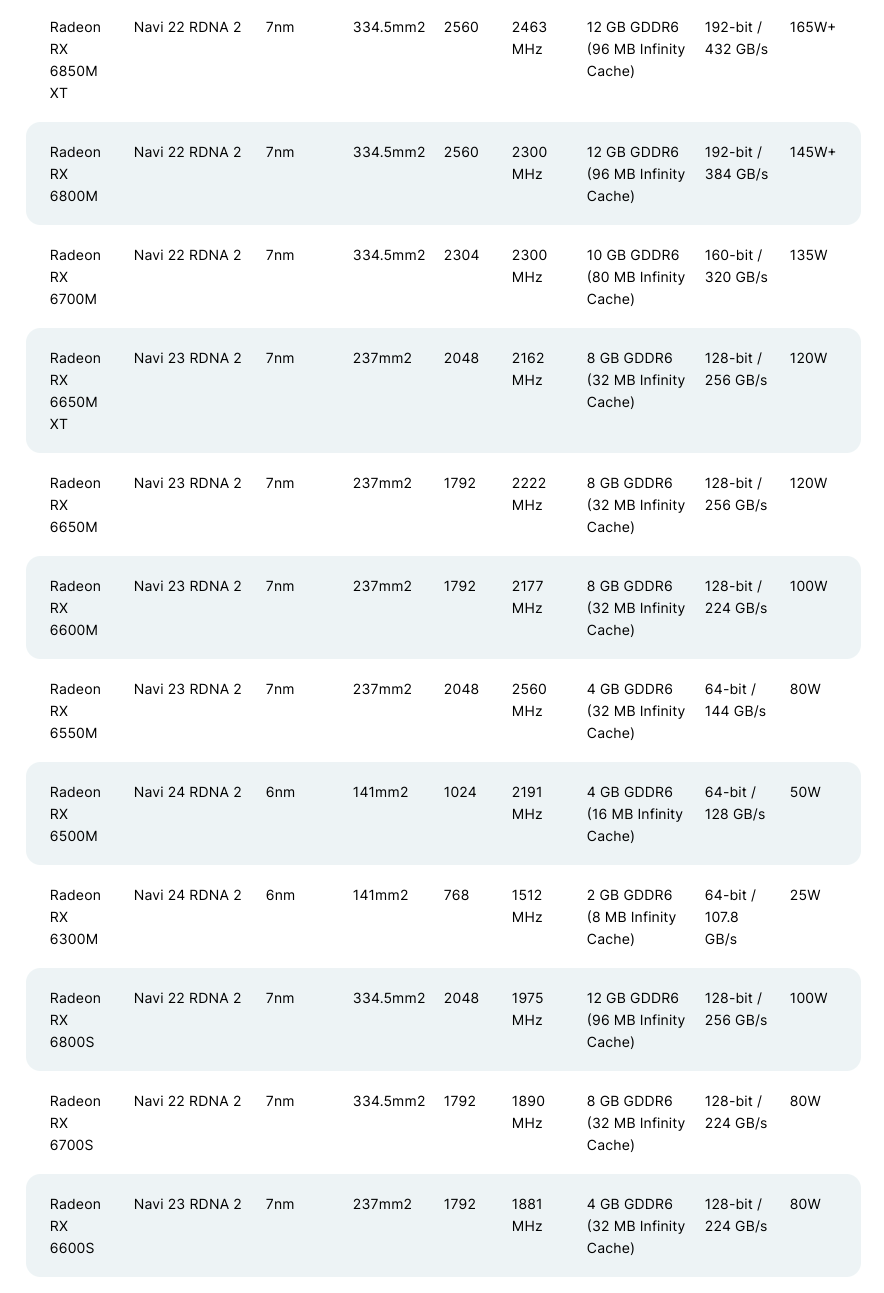 Radeon RX 6850M XT Navi 22 RDNA 2 7nm 334.5mm2 2560 2463 MHz 12 GB GDDR6 (96 MB Infinity Cache) 192-bit / 432 GB/s 165W+
Radeon RX 6800M Navi 22 RDNA 2 7nm 334.5mm2 2560 2300 MHz 12 GB GDDR6 (96 MB Infinity Cache) 192-bit / 384 GB/s 145W+
Radeon RX 6700M Navi 22 RDNA 2 7nm 334.5mm2 2304 2300 MHz 10 GB GDDR6 (80 MB Infinity Cache) 160-bit / 320 GB/s 135W
Radeon RX 6650M XT Navi 23 RDNA 2 7nm 237mm2 2048 2162 MHz 8 GB GDDR6 (32 MB Infinity Cache) 128-bit / 256 GB/s 120W
Radeon RX 6650M Navi 23 RDNA 2 7nm 237mm2 1792 2222 MHz 8 GB GDDR6 (32 MB Infinity Cache) 128-bit / 256 GB/s 120W
Radeon RX 6600M Navi 23 RDNA 2 7nm 237mm2 1792 2177 MHz 8 GB GDDR6 (32 MB Infinity Cache) 128-bit / 224 GB/s 100W
Radeon RX 6550M Navi 23 RDNA 2 7nm 237mm2 2048 2560 MHz 4 GB GDDR6 (32 MB Infinity Cache) 64-bit / 144 GB/s 80W
Radeon RX 6500M Navi 24 RDNA 2 6nm 141mm2 1024 2191 MHz 4 GB GDDR6 (16 MB Infinity Cache) 64-bit / 128 GB/s 50W
Radeon RX 6300M Navi 24 RDNA 2 6nm 141mm2 768 1512 MHz 2 GB GDDR6 (8 MB Infinity Cache) 64-bit / 107.8 GB/s 25W
Radeon RX 6800S Navi 22 RDNA 2 7nm 334.5mm2 2048 1975 MHz 12 GB GDDR6 (96 MB Infinity Cache) 128-bit / 256 GB/s 100W
Radeon RX 6700S Navi 22 RDNA 2 7nm 334.5mm2 1792 1890 MHz 8 GB GDDR6 (32 MB Infinity Cache) 128-bit / 224 GB/s 80W
Radeon RX 6600S Navi 23 RDNA 2 7nm 237mm2 1792 1881 MHz 4 GB GDDR6 (32 MB Infinity Cache) 128-bit / 224 GB/s 80W